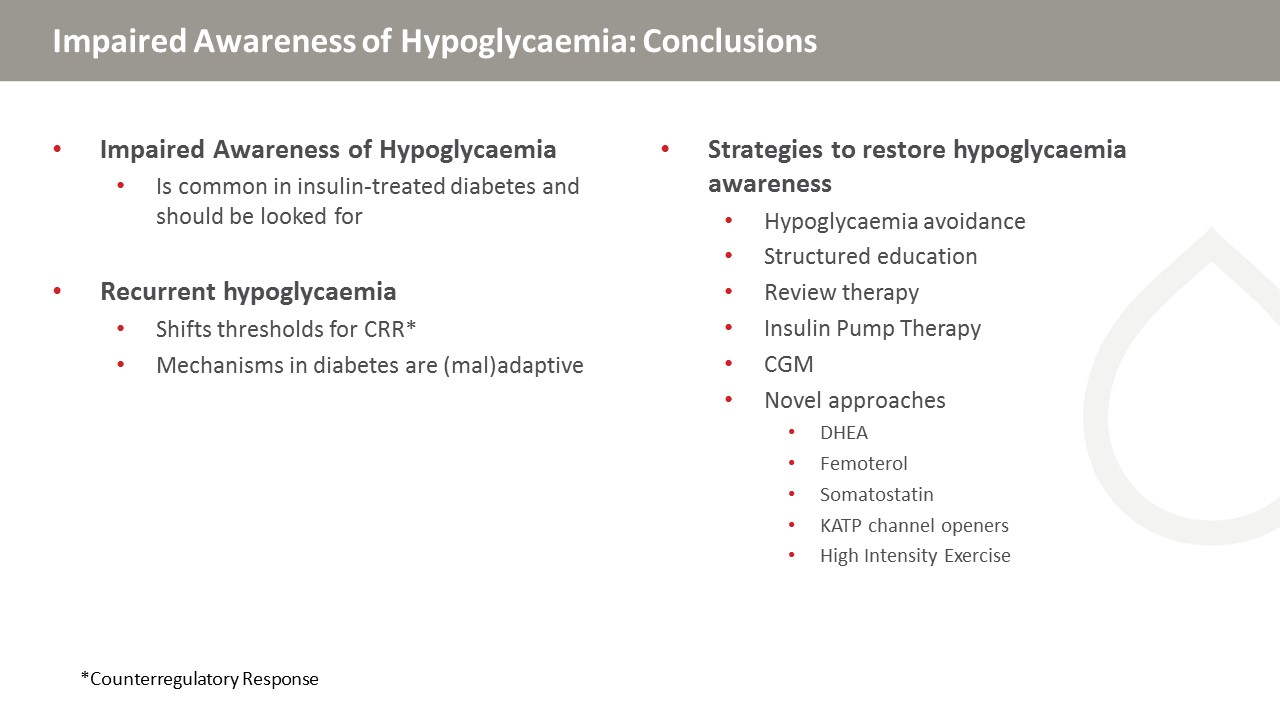 Impaired Awareness of Hypoglycaemia: Conclusions
• Impaired Awareness of Hypoglycaemia
• Is common in insulin-treated diabetes and
should be looked for
• Recurrent hypoglycaemia
• Shifts thresholds for CRR*
• Mechanisms in diabetes are (mal)adaptive
• Strategies to restore hypoglycaemia
awareness
• Hypoglycaemia avoidance
• Structured education
• Review therapy
• Insulin Pump Therapy
• CGM
• Novel approaches
• DHEA
• Femoterol
• Somatostatin
• KATP channel openers
• High Intensity Exercise
*Counterregulatory Response